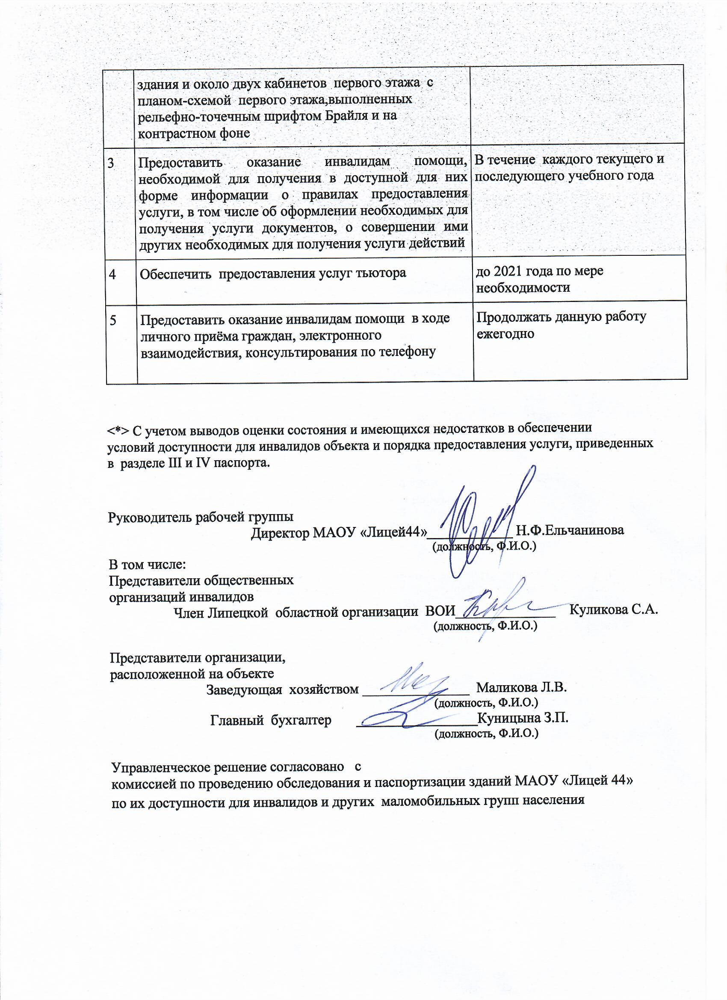 здания и около двух кабинетов первого этажа с
планом-схемой первого этажа,выполненных
рельефно-точечным шрифтом Брайля и на
контрастном фоне
3
Предоставить оказание инвалидам помощи,
необходимой для получения в доступной для них
форме информации о правилах предоставления
услуги, в том числе об оформлении необходимых для
получения услуги документов, о совершении ими
других необходимых для получения услуги действий
В течение каждого текущего и
последующего учебного года
4
Обеспечить предоставления услуг тьютора
до 2021 года по мере
необходимости
5
Предоставить оказание инвалидам помощи в ходе
личного приёма граждан, электронного
взаимодействия, консультирования по телефону
Продолжать данную работу
ежегодно
<*> С учетом выводов оценки состояния и имеющихся недостатков в обеспечении
условий доступности для инвалидов объекта и порядка предоставления услуги, приведенных
в разделе III и IV паспорта.
Руководитель рабочей группы
Директор МАОУ «Лицей44»____________ Н.Ф.Ельчанинова
(должность, Ф.И.О.)
В том числе:
Представители общественных
организаций инвалидов
Член Липецкой областной организации ВОИ______________ Куликова С.А.
(должность, Ф.И.О.)
Представители организации,
расположенной на объекте
Заведующая хозяйством _______________ Маликова Л.В.
(должность, Ф.И.О.)
Главный бухгалтер _________________Куницына З.П.
(должность, Ф.И.О.)
Управленческое решение согласовано с
комиссией по проведению обследования и паспортизации зданий МАОУ «Лицей 44»
по их доступности для инвалидов и других маломобильных групп населения